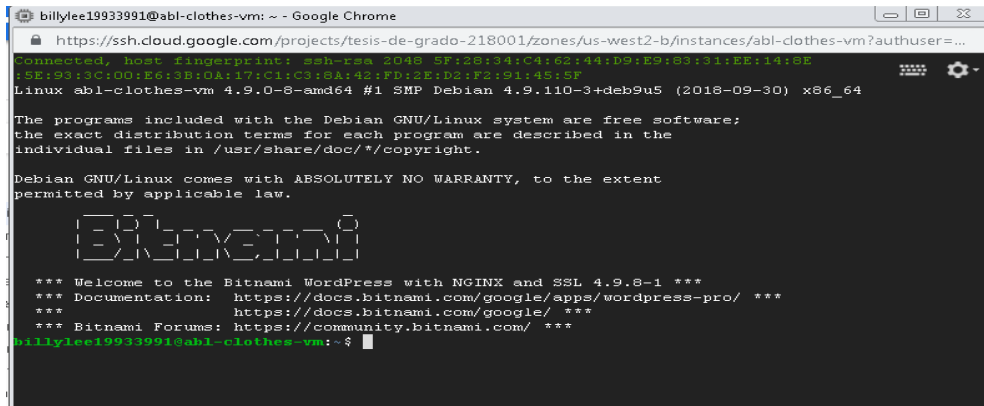 billylee19933991@abl-clothes-vm: ~ - Google Chrome
https://ssh.cloud.google.com/projects/tesis-de-grado-218001/zones/us-west2-b/instances/abl-clothes-vm?authuser=...
Connected, host fingerprint: ssh-rsa 2048 5F:28:34:C4:62:44:D9:E9:83:31:EE:14:8E
:5E:93:3C:00:E6:3B:0A:17:C1:C3:8A:42:FD:2E:D2:F2:91:45:5F
Linux abl-clothes-vm 4.9.0-8-amd64 #1 SMP Debian 4.9.110-3+deb9u5 (2018-09-30) x86_64
The programs included with the Debian GNU/Linux system are free software;
the exact distribution terms for each program are described in the
individual files in /usr/share/doc/*/copyright.
Debian GNU/Linux comes with ABSOLUTELY NO WARRANTY, to the extent
permitted by applicable law.
Bitnami
*** Welcome to the Bitnami WordPress with NGINX and SSL 4.9.8-1 ***
*** Documentation: https://docs.bitnami.com/google/apps/wordpress-pro/ ***
*** https://docs.bitnami.com/google/ ***
*** Bitnami Forums: https://community.bitnami.com/ ***
billylee19933991@abl-clothes-vm:~$